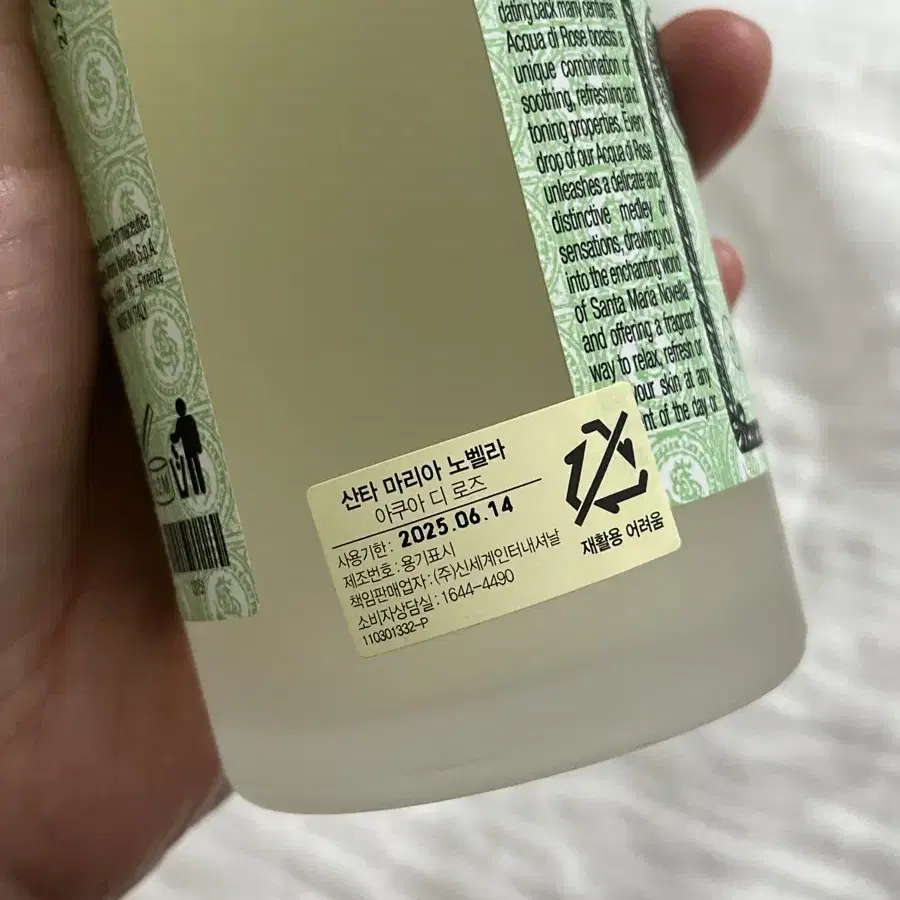 dating back many centuries.
Acqua di Rose boasts a
unique combination of
soothing, refreshing and
toning properties. Every
drop of our Acqua di Rose
unleashes a delicate and
distinctive medley of
sensations, drawing you
into the enchanting world
of Santa Maria Novella
and offering a fragrant
way to relax, refresh or
your skin at any
of the day or
Farmaceutica
Novella S.p.A.
- Firenze
MADE IN ITALY
산타 마리아 노벨라
아쿠아 디 로즈
사용기한 : 2025.06.14
제조번호 : 용기표시
책임판매업자 : (주)신세계인터내셔날
소비자상담실 : 1644-4490
110301332-P
재활용 어려움